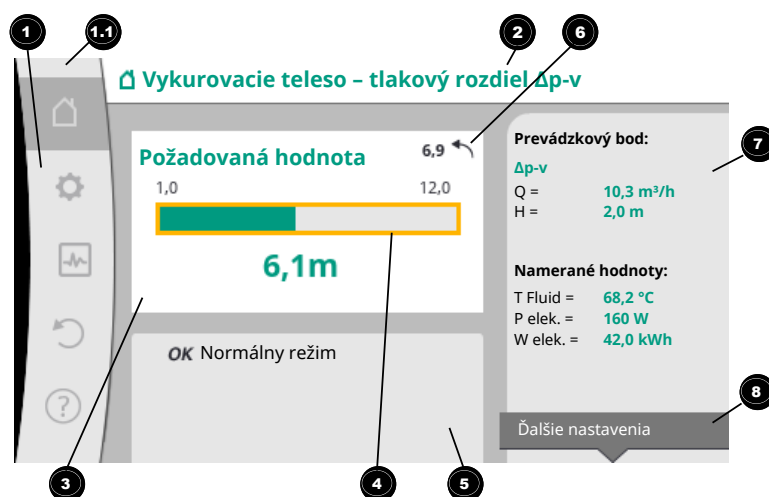 1
1.1
2
6
Vykurovacie teleso – tlakový rozdiel Δp-v
Požadovaná hodnota
6,9
1,0
12,0
6,1m
OK Normálny režim
Prevádzkový bod:
7
Δp-v
Q = 10,3 m³/h
H = 2,0 m
Namerané hodnoty:
T Fluid = 68,2 °C
P elek. = 160 W
W elek. = 42,0 kWh
?
8
Ďalšie nastavenia
3
4
5